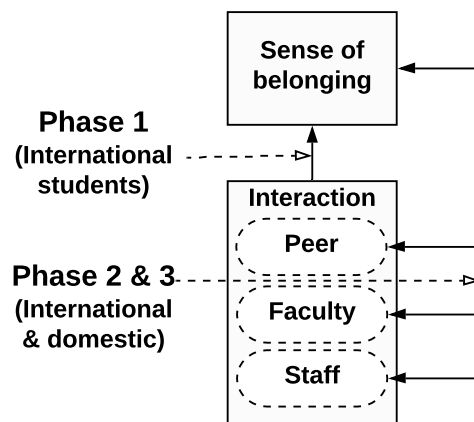 Sense of
belonging
Phase 1
(International
students)
Interaction
Peer
Phase 2 & 3
(International
& domestic)
Faculty
Staff